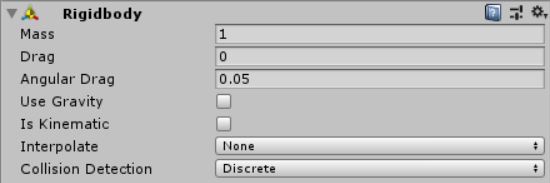 Rigidbody
Mass 1
Drag 0
Angular Drag 0.05
Use Gravity
Is Kinematic
Interpolate None
Collision Detection Discrete